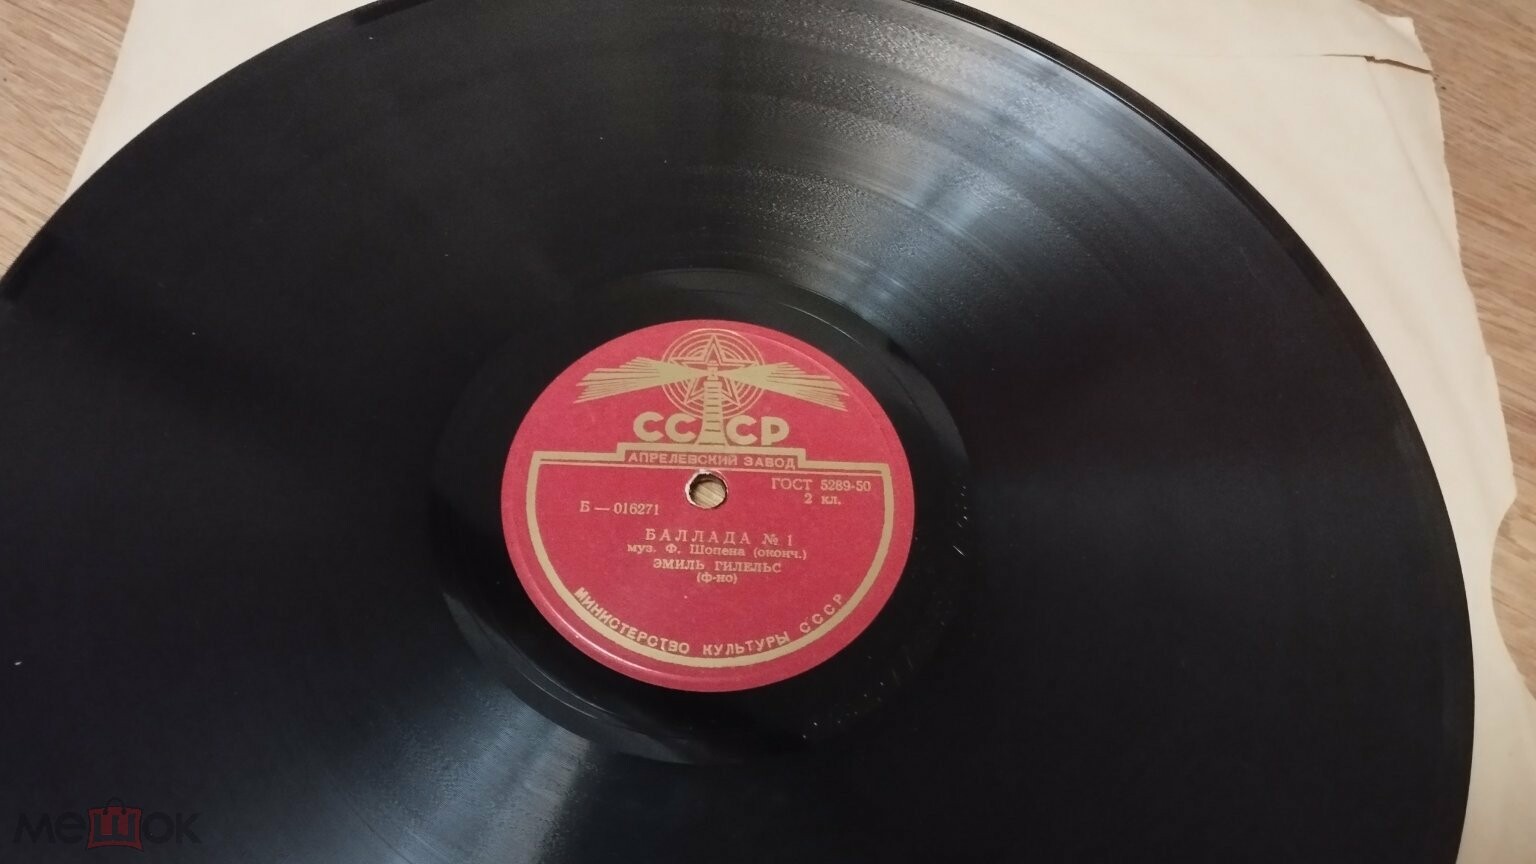 СССР
АПРЕЛЕВСКИЙ ЗАВОД
ГОСТ 5289-50
2 кл.
Б — 016271
БАЛЛАДА № 1
муз. Ф. Шопена (оконч.)
ЭМИЛЬ ГИЛЕЛЬС
(ф-но)
МИНИСТЕРСТВО КУЛЬТУРЫ СССР
мешок